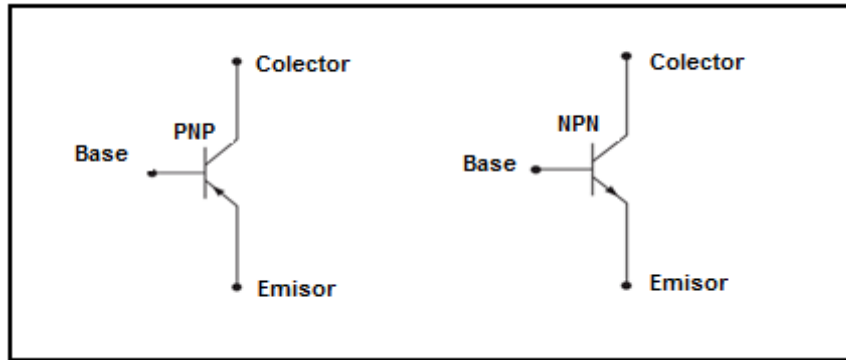 Colector
PNP
Base
Emisor
Colector
NPN
Base
Emisor